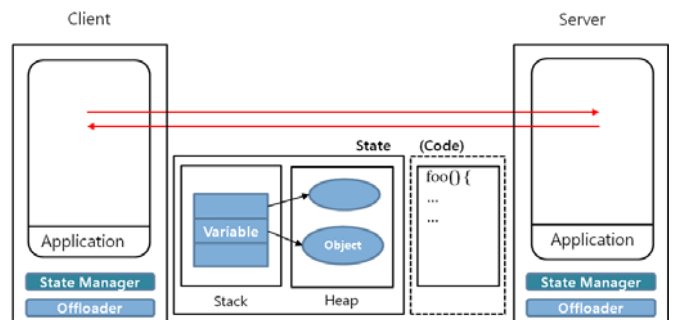 Client
Server
State
(Code)
foo() {
...
...
Variable
Object
Stack
Heap
Application
State Manager
Offloader
Application
State Manager
Offloader